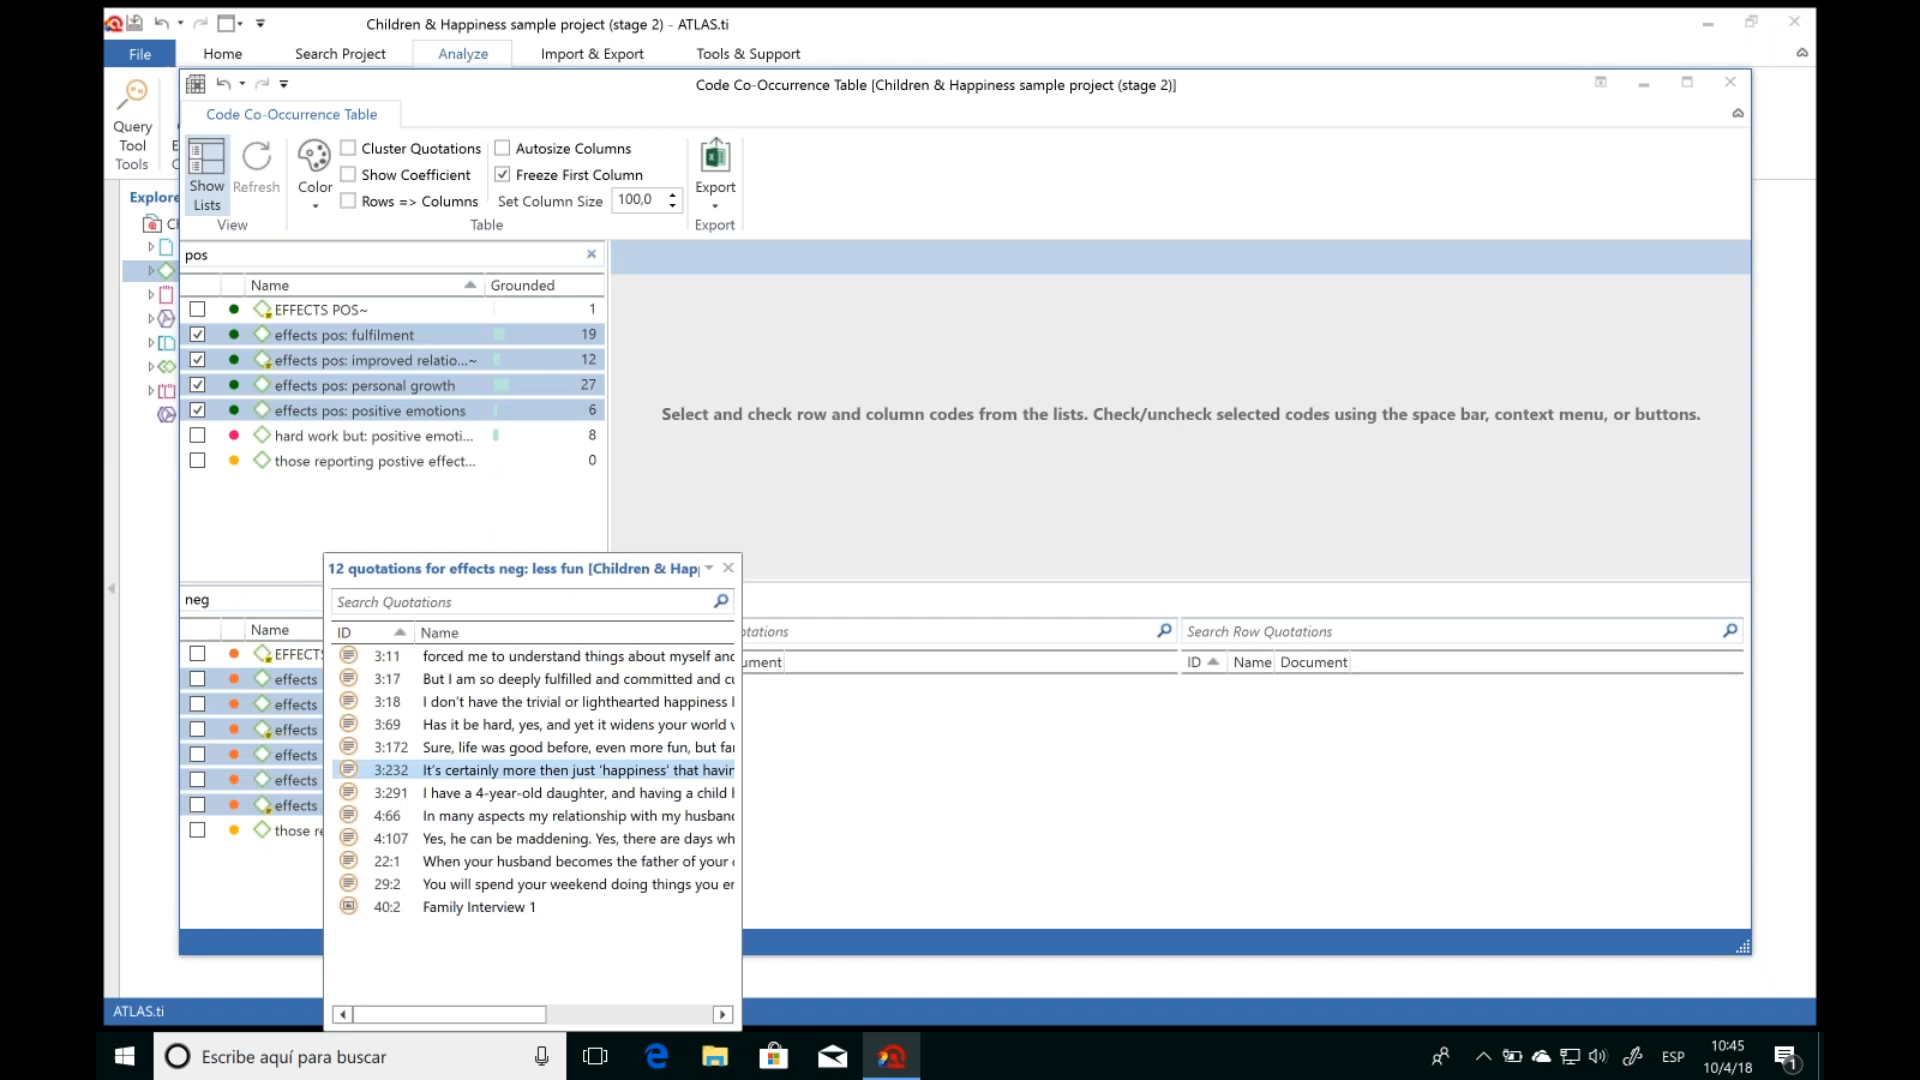 Children & Happiness sample project (stage 2) - ATLAS.ti
File
Home
Search Project
Analyze
Import & Export
Tools & Support
Code Co-Occurrence Table [Children & Happiness sample project (stage 2)]
Code Co-Occurrence Table
Query
Tool
Tools
Show
Lists
Refresh
View
Color
Cluster Quotations
Show Coefficient
Rows => Columns
Autosize Columns
Freeze First Column
Set Column Size 100,0
Table
Export
Export
Explore
pos
Name Grounded
EFFECTS POS~ 1
effects pos: fulfilment 19
effects pos: improved relatio...~ 12
effects pos: personal growth 27
effects pos: positive emotions 6
hard work but: positive emoti... 8
those reporting postive effect... 0
Select and check row and column codes from the lists. Check/uncheck selected codes using the space bar, context menu, or buttons.
neg
Name
EFFECTS
effects
effects
effects
effects
effects
effects
those re
12 quotations for effects neg: less fun [Children & Hap
Search Quotations
ID Name
3:11 forced me to understand things about myself and
3:17 But I am so deeply fulfilled and committed and cu
3:18 I don't have the trivial or lighthearted happiness I
3:69 Has it be hard, yes, and yet it widens your world v
3:172 Sure, life was good before, even more fun, but far
3:232 It's certainly more then just 'happiness' that havin
3:291 I have a 4-year-old daughter, and having a child h
4:66 In many aspects my relationship with my husband
4:107 Yes, he can be maddening. Yes, there are days wh
22:1 When your husband becomes the father of your c
29:2 You will spend your weekend doing things you en
40:2 Family Interview 1
otations
ument
Search Row Quotations
ID Name Document
ATLAS.ti
Escribe aquí para buscar
ESP
10:45
10/4/18
1